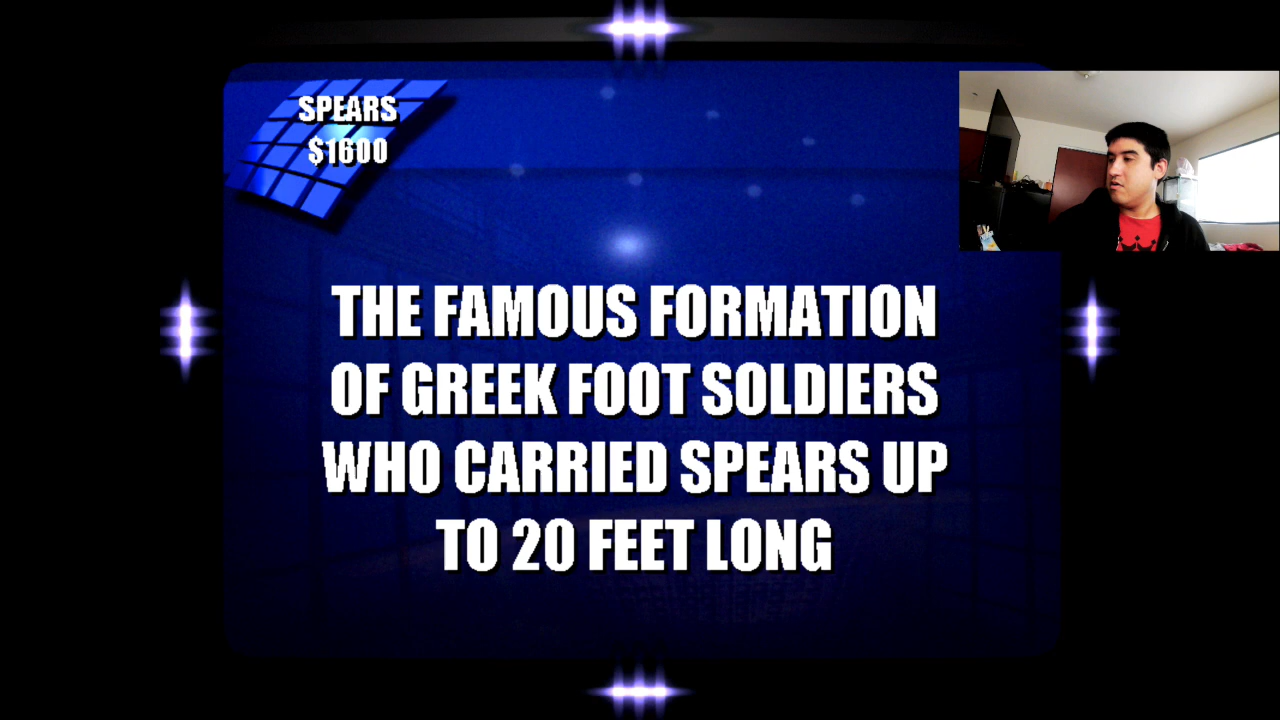 SPEARS
$1600
THE FAMOUS FORMATION
OF GREEK FOOT SOLDIERS
WHO CARRIED SPEARS UP
TO 20 FEET LONG